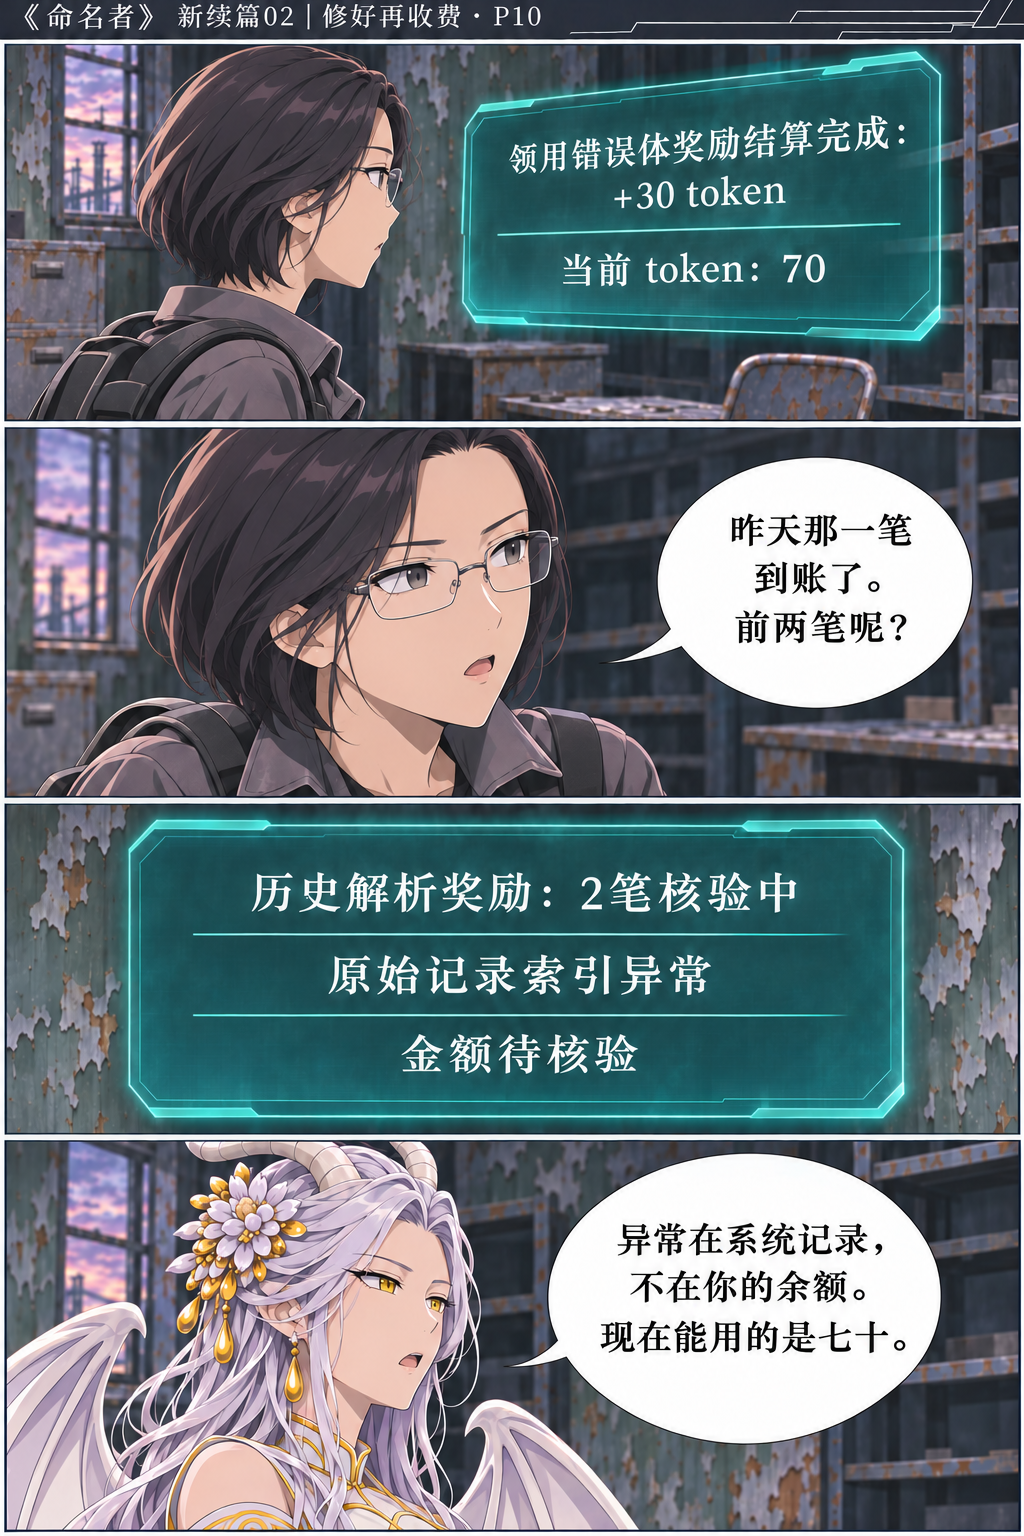 《命名者》 新续篇02 | 修好再收费・P10
领用错误体奖励结算完成：
+30 token
当前 token：70
昨天那一笔
到账了。
前两笔呢？
历史解析奖励：2笔核验中
原始记录索引异常
金额待核验
异常在系统记录，
不在你的余额。
现在能用的是七十。